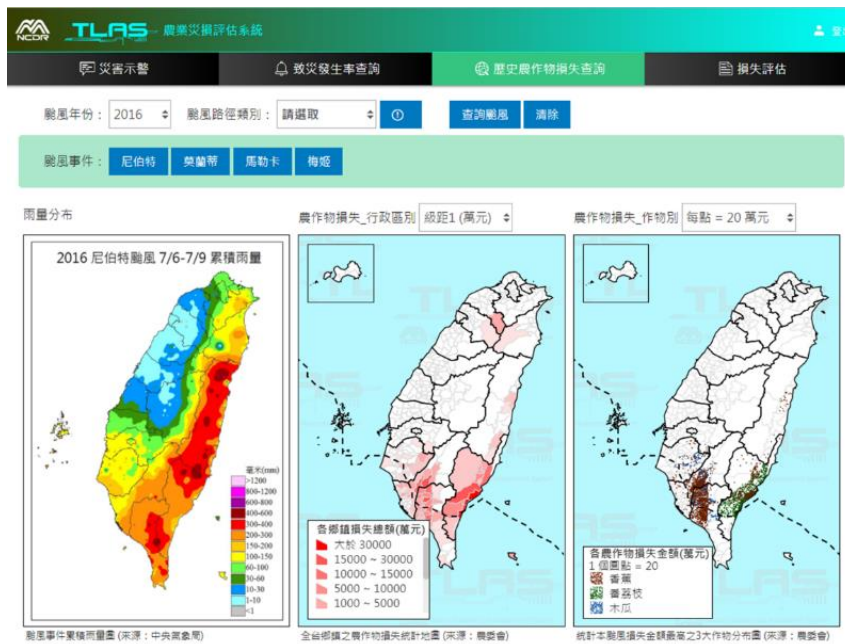 NCDR TLAS 農業災損評估系統
災害示警
致災發生率查詢
歷史農作物損失查詢
損失評估
颱風年份： 2016 颱風路徑類別： 請選取 查詢颱風 清除
颱風事件： 尼伯特 莫蘭蒂 馬勒卡 梅姬
雨量分布
2016 尼伯特颱風 7/6-7/9 累積雨量
毫米(mm)
>1200
800-1200
600-800
400-600
300-400
200-300
150-200
100-150
60-100
30-60
10-30
1-10
<1
颱風事件累積雨量圖 (來源：中央氣象局)
農作物損失_行政區別 級距1 (萬元)
各鄉鎮損失總額(萬元)
大於 30000
15000 ~ 30000
10000 ~ 15000
5000 ~ 10000
1000 ~ 5000
全台鄉鎮之農作物損失統計地圖 (來源：農委會)
農作物損失_作物別 每點 = 20 萬元
各農作物損失金額(萬元)
1 個圓點 = 20
香蕉
番荔枝
木瓜
統計本颱風損失金額最高之3大作物分布圖 (來源：農委會)